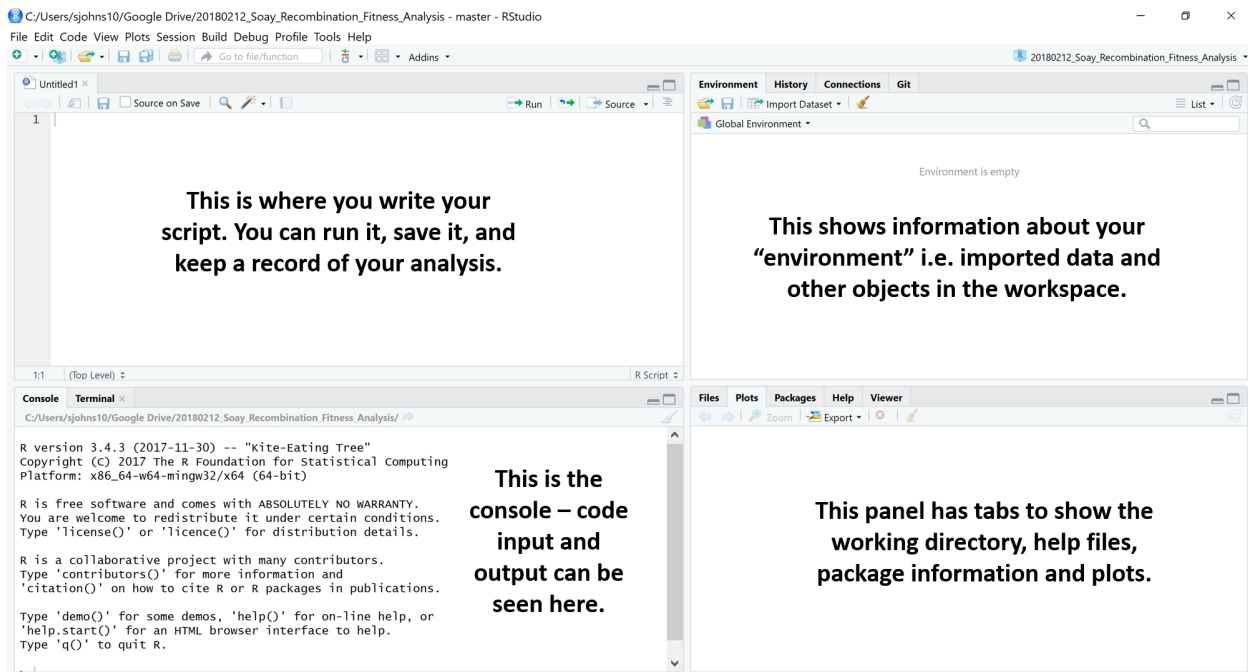 C:/Users/sjohns10/Google Drive/20180212_Soay_Recombination_Fitness_Analysis - master - RStudio
File Edit Code View Plots Session Build Debug Profile Tools Help
Go to file/function Addins 20180212_Soay_Recombination_Fitness_Analysis
Untitled1
Source on Save Run Source
1
This is where you write your
script. You can run it, save it, and
keep a record of your analysis.
1:1 (Top Level) R Script
Environment History Connections Git
Import Dataset List
Global Environment
Environment is empty
This shows information about your
“environment” i.e. imported data and
other objects in the workspace.
Console Terminal
C:/Users/sjohns10/Google Drive/20180212_Soay_Recombination_Fitness_Analysis/
R version 3.4.3 (2017-11-30) -- "Kite-Eating Tree"
Copyright (C) 2017 The R Foundation for Statistical Computing
Platform: x86_64-w64-mingw32/x64 (64-bit)
R is free software and comes with ABSOLUTELY NO WARRANTY.
You are welcome to redistribute it under certain conditions.
Type 'license()' or 'licence()' for distribution details.
R is a collaborative project with many contributors.
Type 'contributors()' for more information and
'citation()' on how to cite R or R packages in publications.
Type 'demo()' for some demos, 'help()' for on-line help, or
'help.start()' for an HTML browser interface to help.
Type 'q()' to quit R.
This is the
console – code
input and
output can be
seen here.
Files Plots Packages Help Viewer
Zoom Export
This panel has tabs to show the
working directory, help files,
package information and plots.